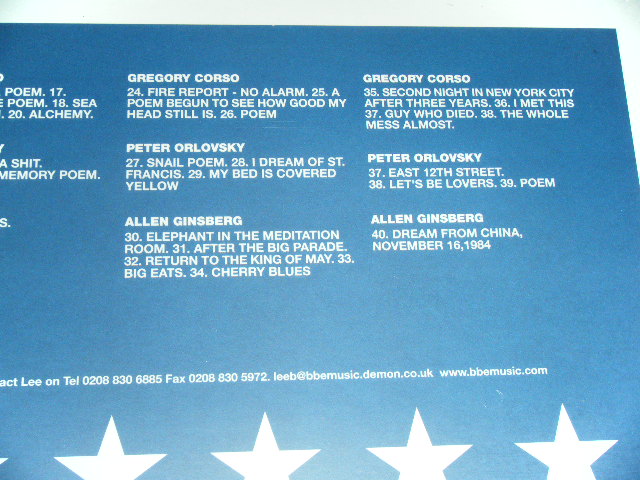 POEM. 17.
POEM. 18. SEA
20. ALCHEMY.
A SHIT.
MEMORY POEM.
GREGORY CORSO
24. FIRE REPORT - NO ALARM. 25. A
POEM BEGUN TO SEE HOW GOOD MY
HEAD STILL IS. 26. POEM
PETER ORLOVSKY
27. SNAIL POEM. 28. I DREAM OF ST.
FRANCIS. 29. MY BED IS COVERED
YELLOW
ALLEN GINSBERG
30. ELEPHANT IN THE MEDITATION
ROOM. 31. AFTER THE BIG PARADE.
32. RETURN TO THE KING OF MAY. 33.
BIG EATS. 34. CHERRY BLUES
GREGORY CORSO
35. SECOND NIGHT IN NEW YORK CITY
AFTER THREE YEARS. 36. I MET THIS
37. GUY WHO DIED. 38. THE WHOLE
MESS ALMOST.
PETER ORLOVSKY
37. EAST 12TH STREET.
38. LET'S BE LOVERS. 39. POEM
ALLEN GINSBERG
40. DREAM FROM CHINA,
NOVEMBER 16,1984
Lee on Tel 0208 830 6885 Fax 0208 830 5972. leeb@bbemusic.demon.co.uk www.bbemusic.com